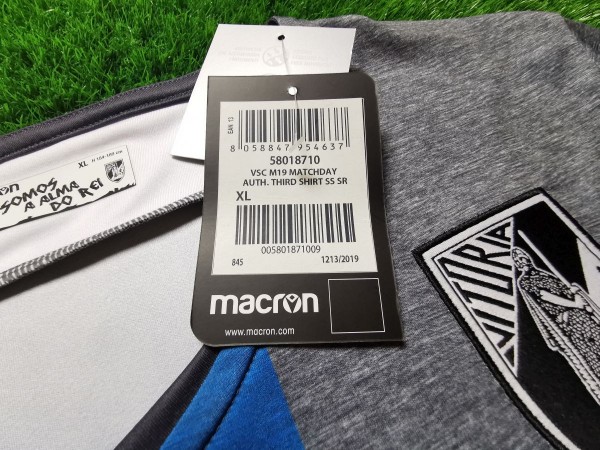 EAN 13
8 058847 954637
58018710
VSC M19 MATCHDAY
AUTH. THIRD SHIRT SS SR
XL
005801871009
845 1213/2019
macron
www.macron.com
XL
SOMOS
A ALMA
DO REI
VITÓRIA